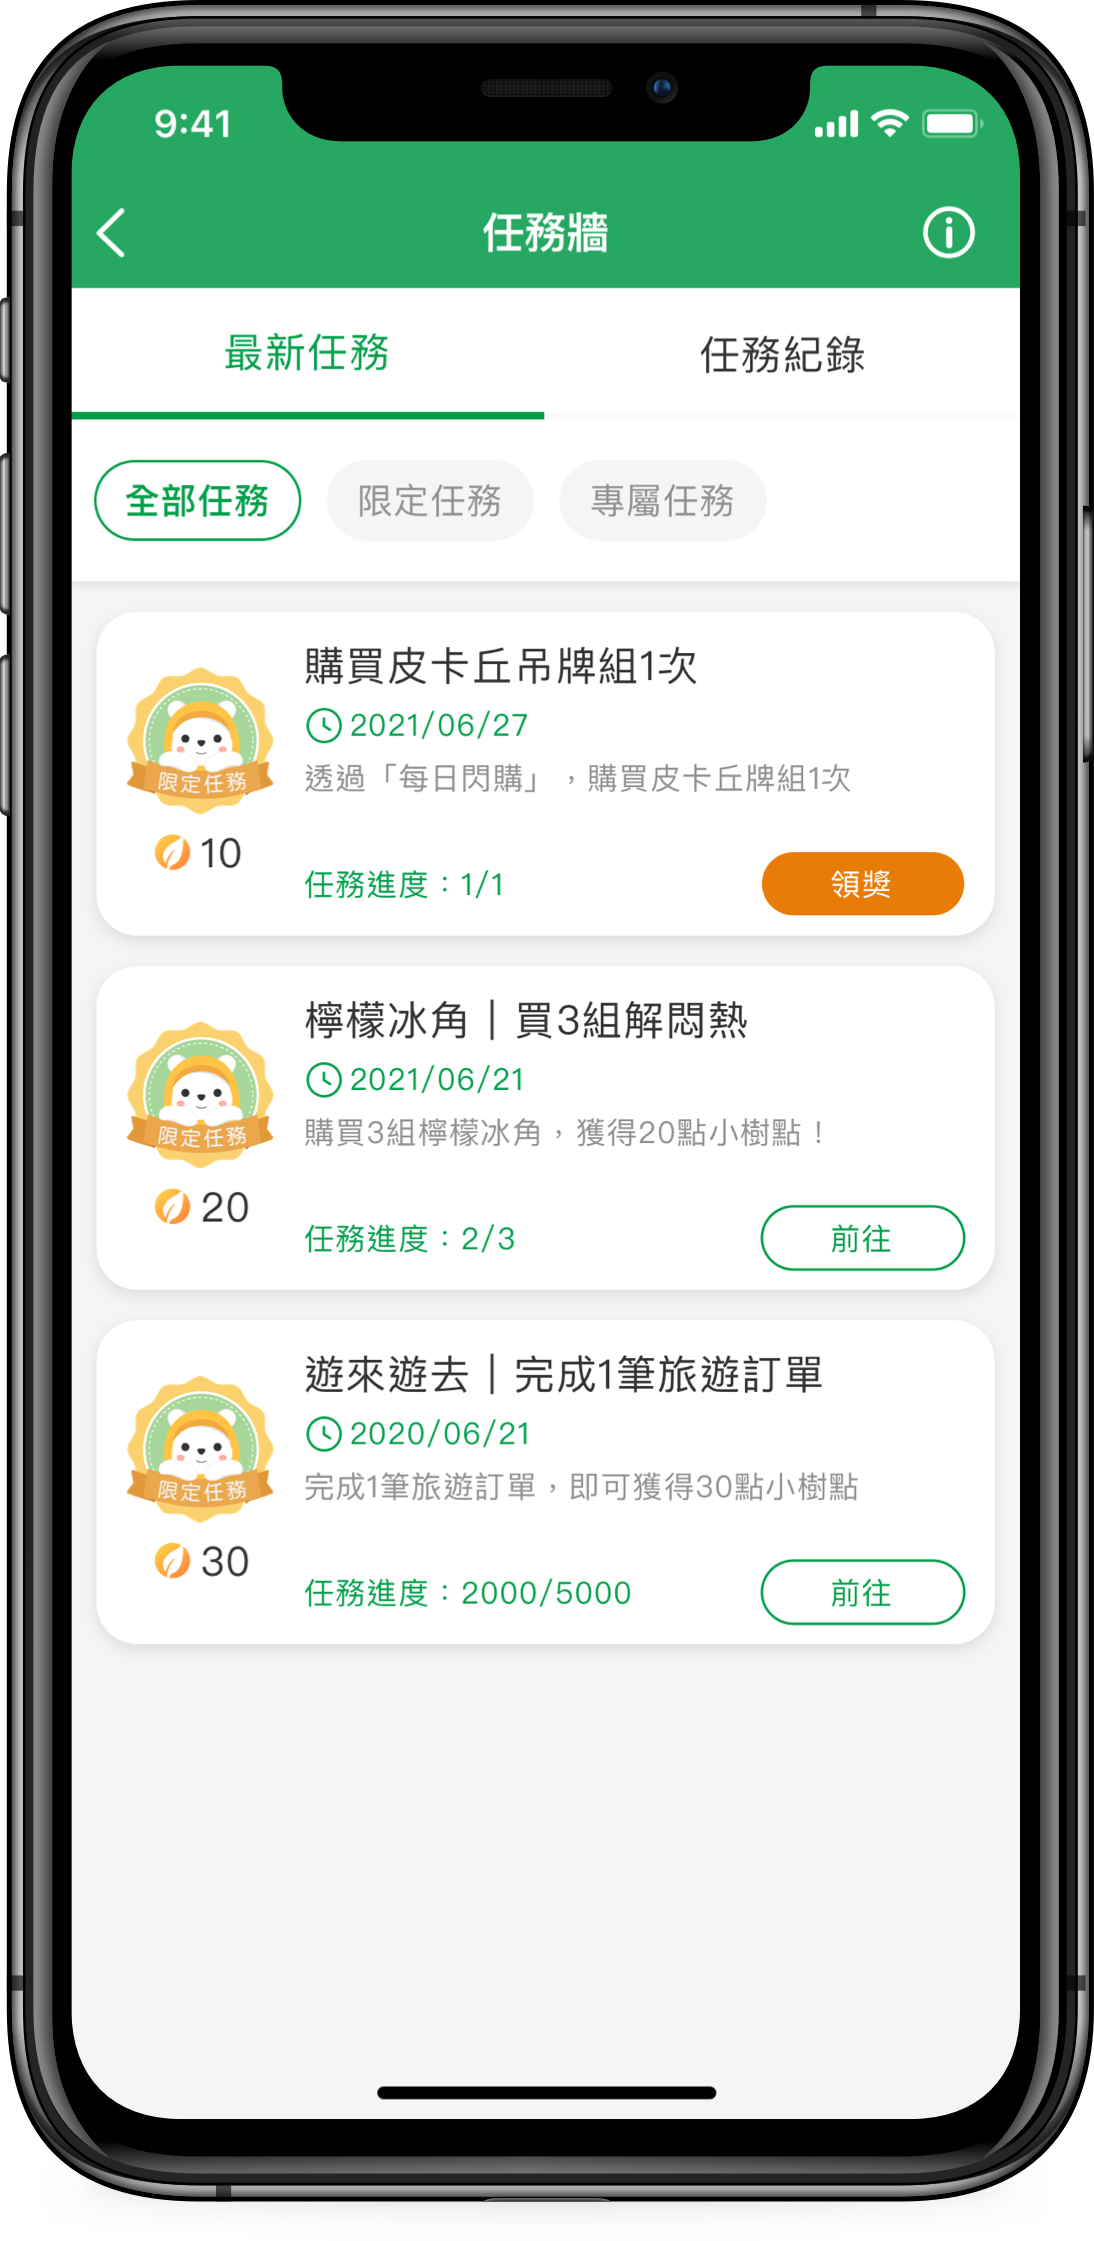 9:41
任務牆
最新任務
任務紀錄
全部任務
限定任務
專屬任務
購買皮卡丘吊牌組1次
2021/06/27
透過「每日閃購」，購買皮卡丘牌組1次
限定任務
10
任務進度：1/1
領獎
檸檬冰角｜買3組解悶熱
2021/06/21
購買3組檸檬冰角，獲得20點小樹點！
限定任務
20
任務進度：2/3
前往
遊來遊去｜完成1筆旅遊訂單
2020/06/21
完成1筆旅遊訂單，即可獲得30點小樹點
限定任務
30
任務進度：2000/5000
前往